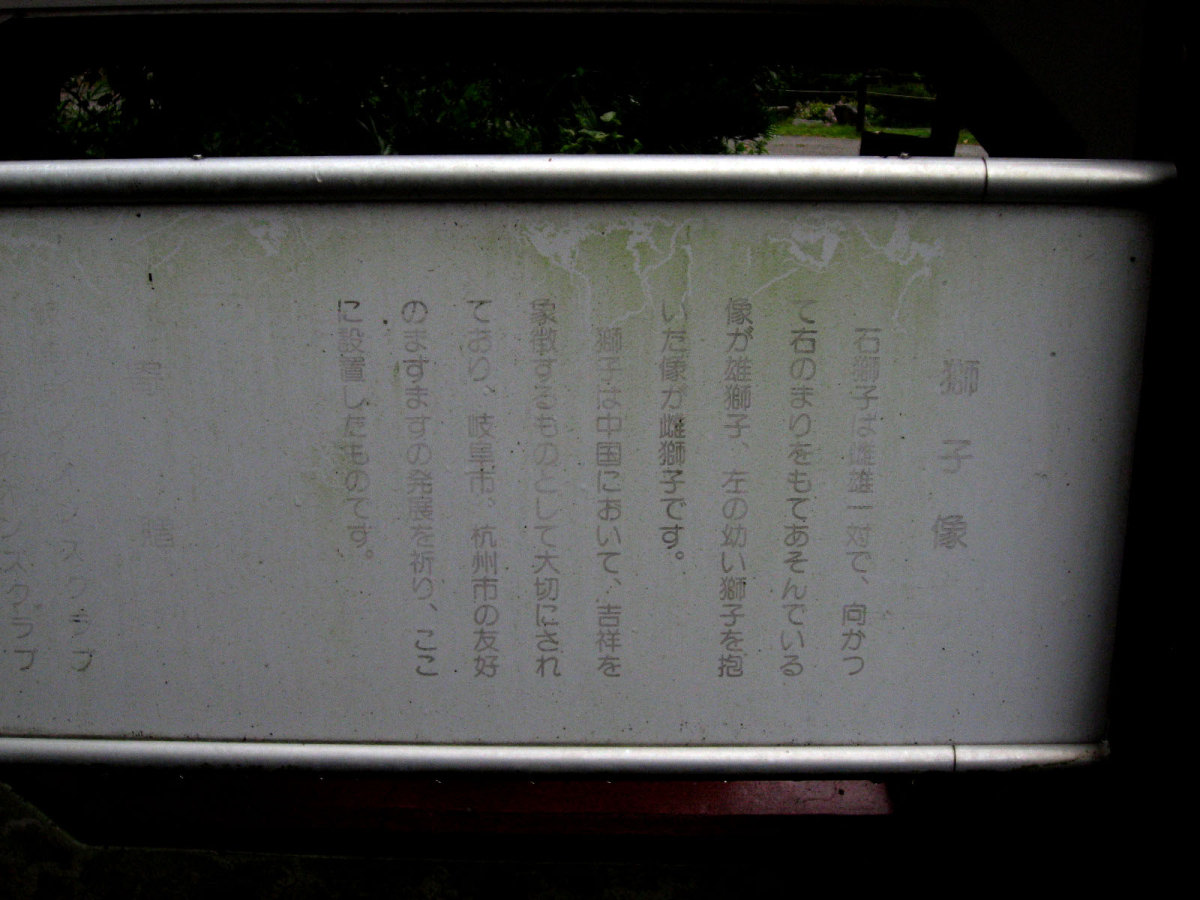 獅子像
石獅子は雌雄一対で、向かつ
て右のまりをもてあそんでいる
像が雄獅子、左の幼い獅子を抱
いた像が雌獅子です。
獅子は中国において、吉祥を
象徴するものとして大切にされ
ており、岐阜市、杭州市の友好
のますますの発展を祈り、ここ
に設置したものです。
寄贈